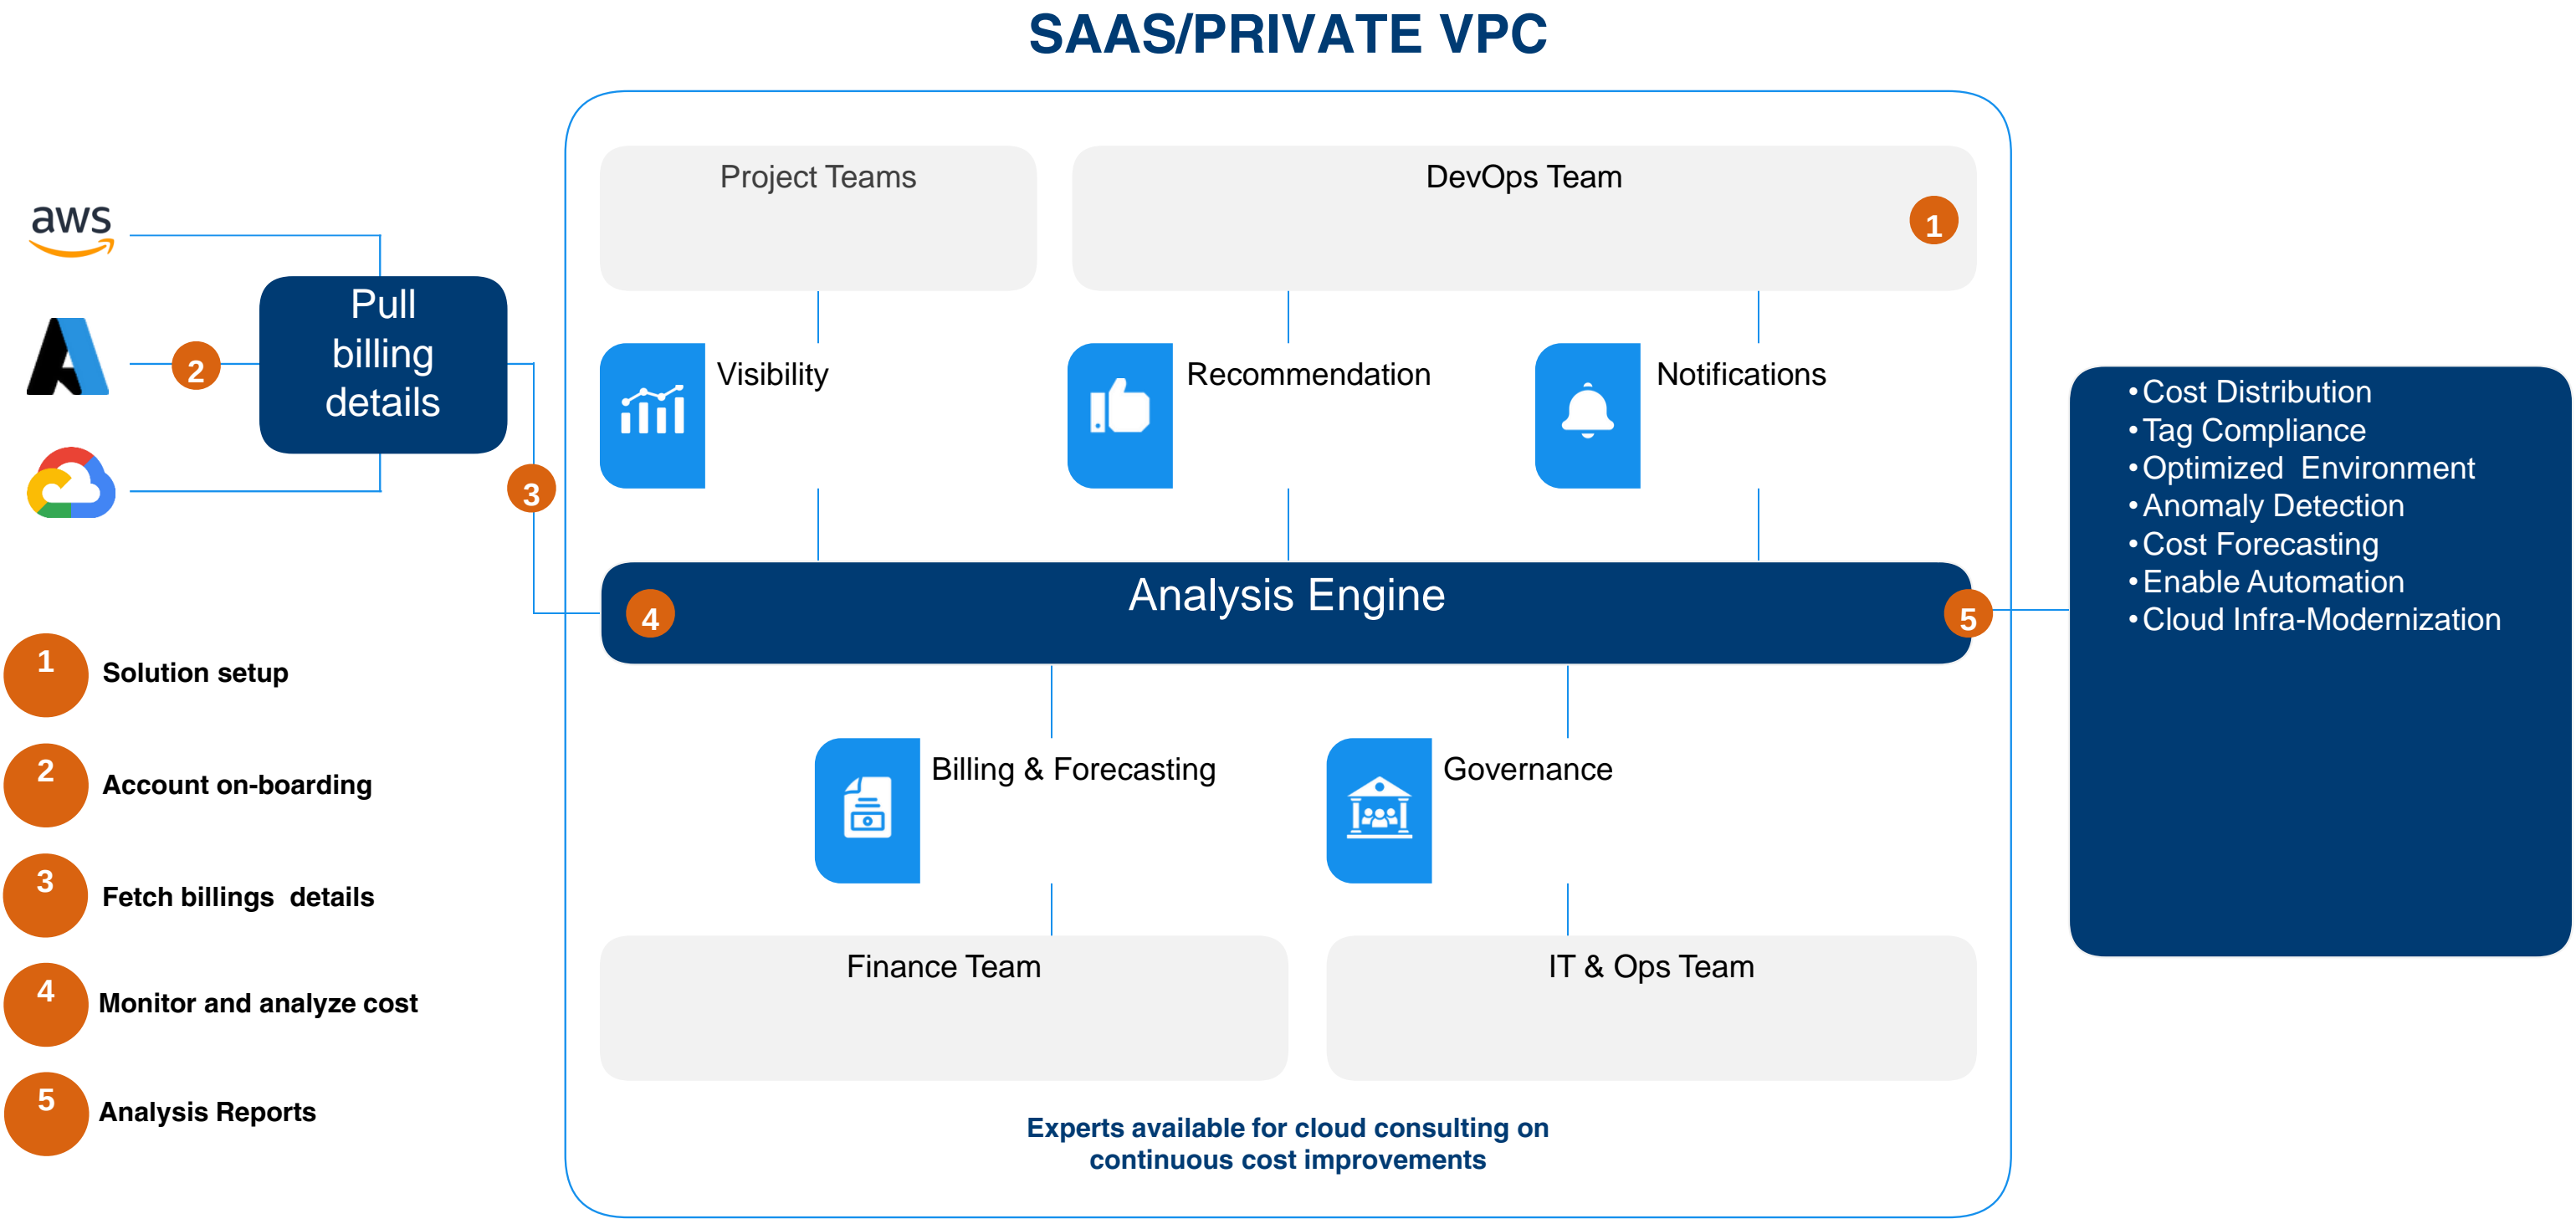 SAAS/PRIVATE VPC
Project Teams
DevOps Team
1
aws
Pull
billing
details
2
3
Visibility
Recommendation
Notifications
•Cost Distribution
•Tag Compliance
•Optimized  Environment
•Anomaly Detection
•Cost Forecasting
•Enable Automation
•Cloud Infra-Modernization
4
Analysis Engine
5
1
Solution setup
2
Account on-boarding
3
Fetch billings  details
4
Monitor and analyze cost
5
Analysis Reports
Billing & Forecasting
Governance
Finance Team
IT & Ops Team
Experts available for cloud consulting on
continuous cost improvements